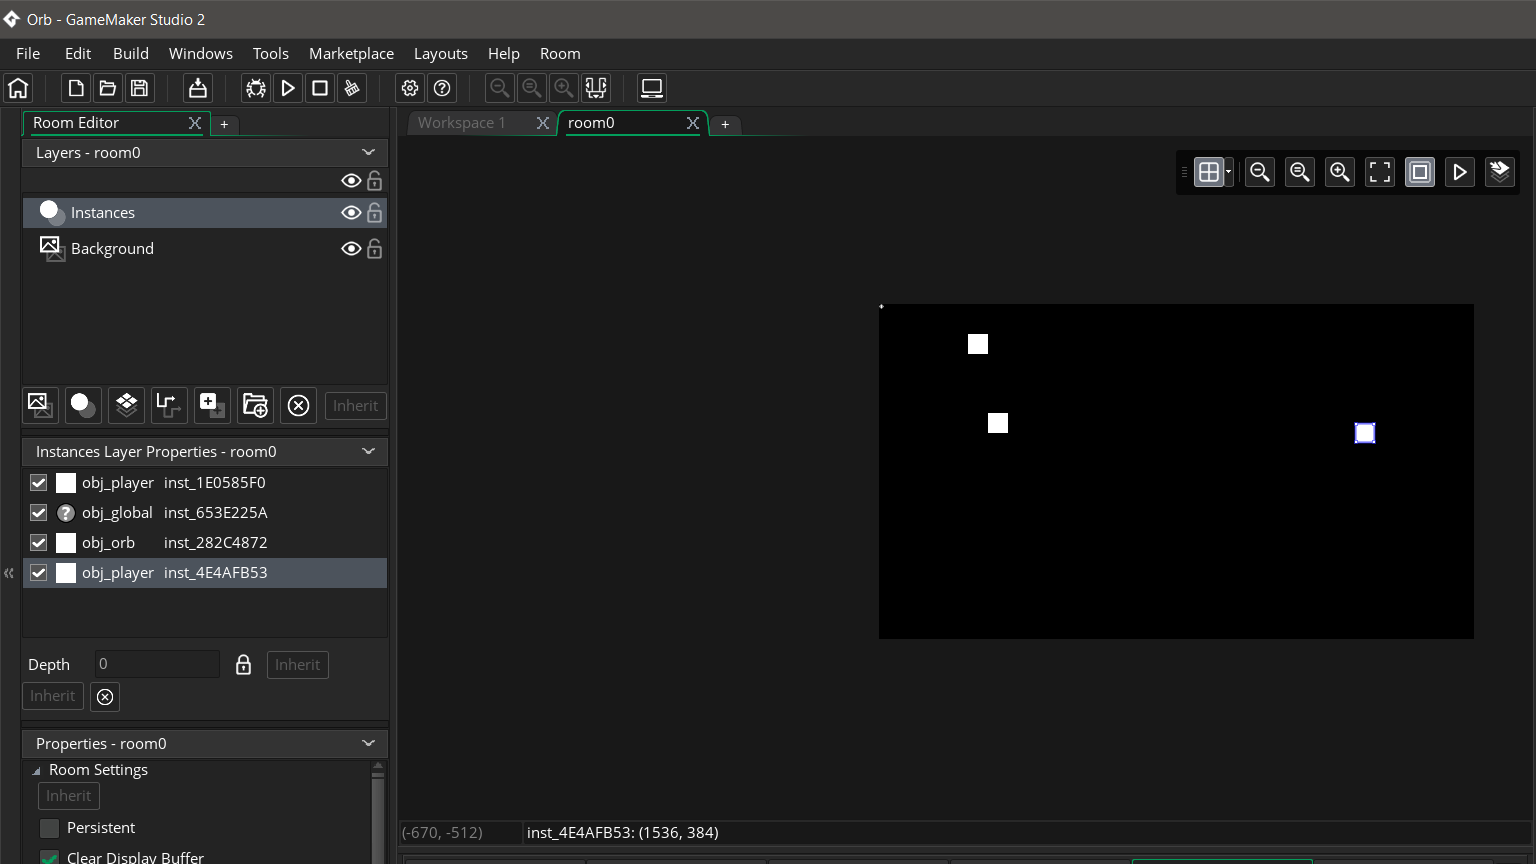 Orb - GameMaker Studio 2
File Edit Build Windows Tools Marketplace Layouts Help Room
Room Editor
+
Workspace 1
room0
+
Layers - room0
Instances
Background
Inherit
Instances Layer Properties - room0
obj_player inst_1E0585F0
? obj_global inst_653E225A
obj_orb inst_282C4872
obj_player inst_4E4AFB53
Depth 0 Inherit
Inherit
Properties - room0
Room Settings
Inherit
Persistent
Clear Display Buffer
(-670, -512) inst_4E4AFB53: (1536, 384)